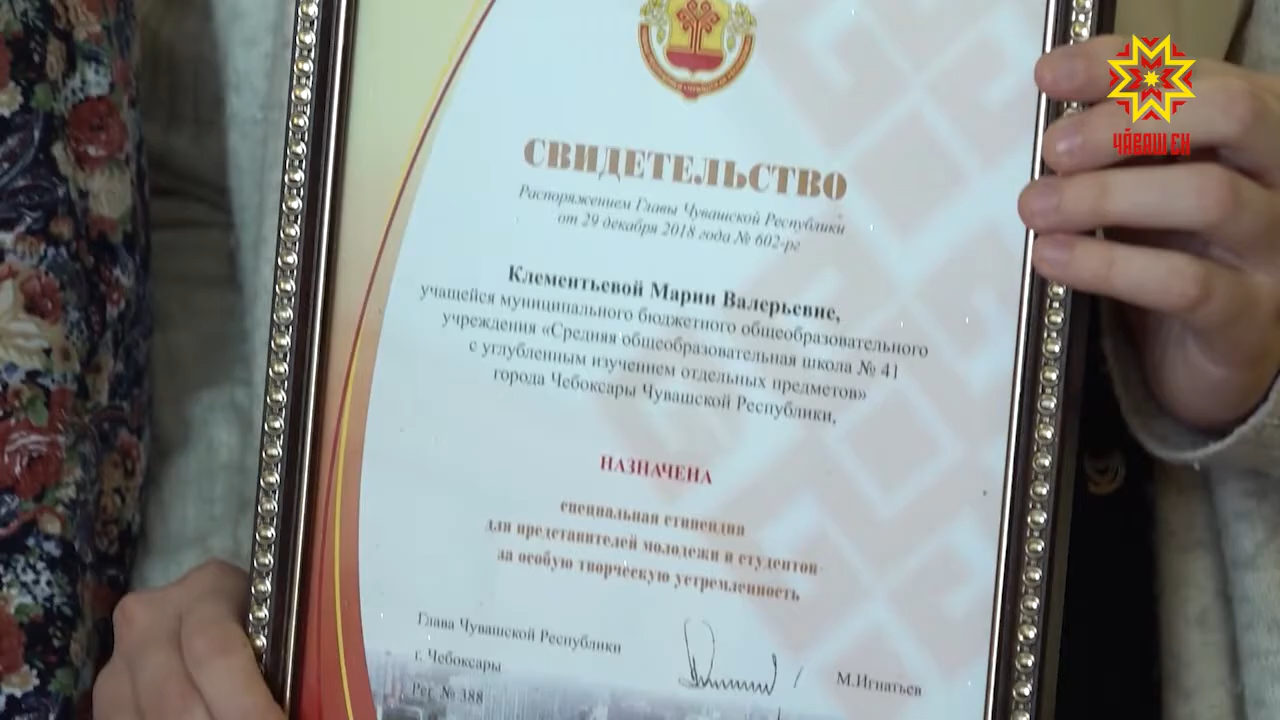 ЧӐВАШ ЕН
СВИДЕТЕЛЬСТВО
Распоряжением Главы Чувашской Республики
от 29 декабря 2018 года № 602-рг
Клементьевой Марии Валерьевне,
учащейся муниципального бюджетного общеобразовательного
учреждения «Средняя общеобразовательная школа № 41
с углубленным изучением отдельных предметов»
города Чебоксары Чувашской Республики,
НАЗНАЧЕНА
специальная стипендия
для представителей молодежи и студентов
за особую творческую устремленность
Глава Чувашской Республики
М.Игнатьев
г. Чебоксары
Рег. № 388